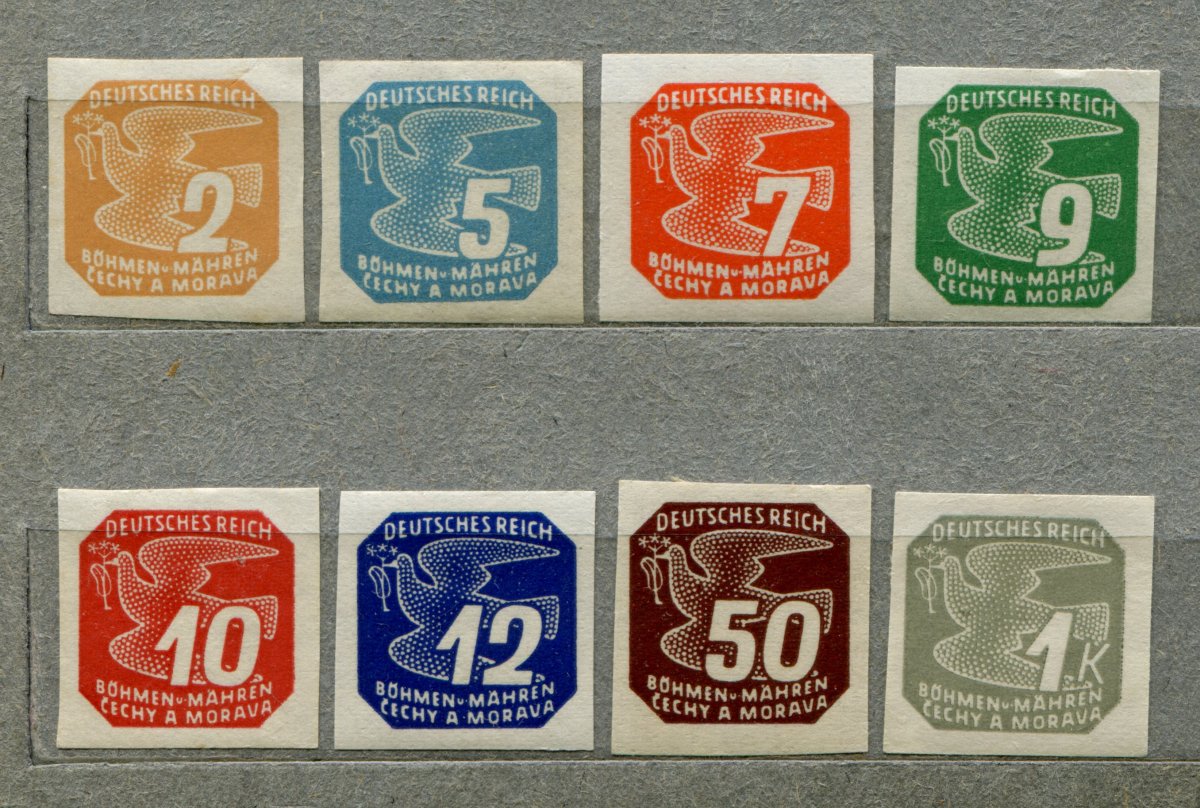 DEUTSCHES REICH
2
BÖHMEN u. MÄHREN
ČECHY A MORAVA
DEUTSCHES REICH
5
BÖHMEN u. MÄHREN
ČECHY A MORAVA
DEUTSCHES REICH
7
BÖHMEN u. MÄHREN
ČECHY A MORAVA
DEUTSCHES REICH
9
BÖHMEN u. MÄHREN
ČECHY A MORAVA
DEUTSCHES REICH
10
BÖHMEN u. MÄHREN
ČECHY A MORAVA
DEUTSCHES REICH
12
BÖHMEN u. MÄHREN
ČECHY A MORAVA
DEUTSCHES REICH
50
BÖHMEN u. MÄHREN
ČECHY A MORAVA
DEUTSCHES REICH
1 K
BÖHMEN u. MÄHREN
ČECHY A MORAVA